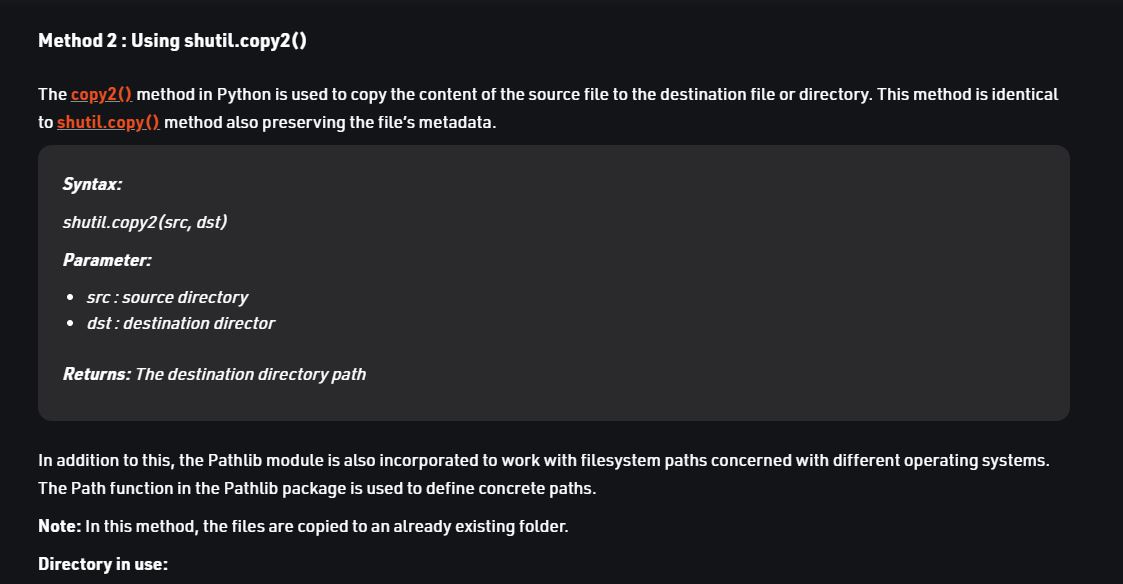 Method 2 : Using shutil.copy2()
The copy2() method in Python is used to copy the content of the source file to the destination file or directory. This method is identical
to shutil.copy() method also preserving the file’s metadata.
Syntax:
shutil.copy2(src, dst)
Parameter:
• src : source directory
• dst : destination director
Returns: The destination directory path
In addition to this, the Pathlib module is also incorporated to work with filesystem paths concerned with different operating systems.
The Path function in the Pathlib package is used to define concrete paths.
Note: In this method, the files are copied to an already existing folder.
Directory in use: